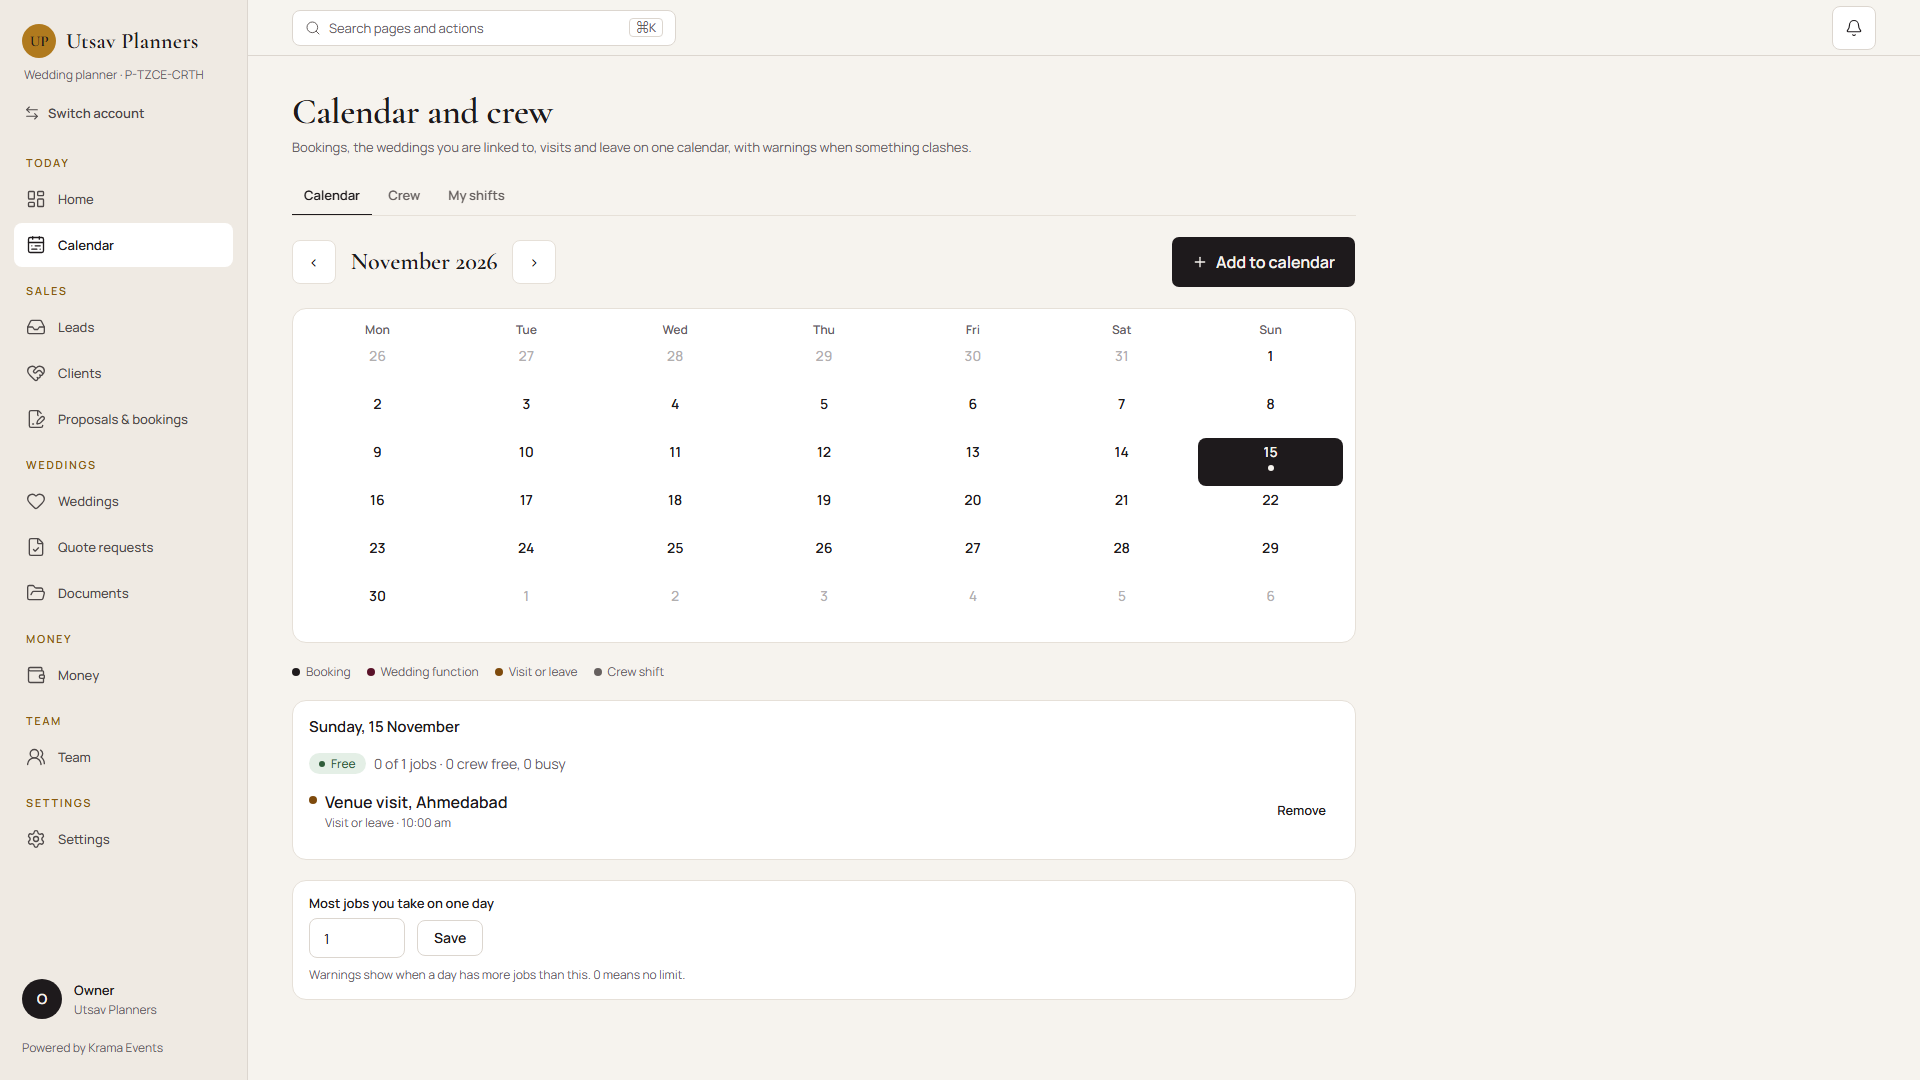 UP Utsav Planners
Wedding planner · P-TZCE-CRTH
Switch account
TODAY
Home
Calendar
SALES
Leads
Clients
Proposals & bookings
WEDDINGS
Weddings
Quote requests
Documents
MONEY
Money
TEAM
Team
SETTINGS
Settings
O Owner
Utsav Planners
Powered by Krama Events
Search pages and actions ⌘K
Calendar and crew
Bookings, the weddings you are linked to, visits and leave on one calendar, with warnings when something clashes.
Calendar Crew My shifts
‹ November 2026 › + Add to calendar
Mon Tue Wed Thu Fri Sat Sun
26 27 28 29 30 31 1
2 3 4 5 6 7 8
9 10 11 12 13 14 15
16 17 18 19 20 21 22
23 24 25 26 27 28 29
30 1 2 3 4 5 6
Booking Wedding function Visit or leave Crew shift
Sunday, 15 November
Free 0 of 1 jobs · 0 crew free, 0 busy
Venue visit, Ahmedabad
Visit or leave · 10:00 am
Remove
Most jobs you take on one day
1 Save
Warnings show when a day has more jobs than this. 0 means no limit.